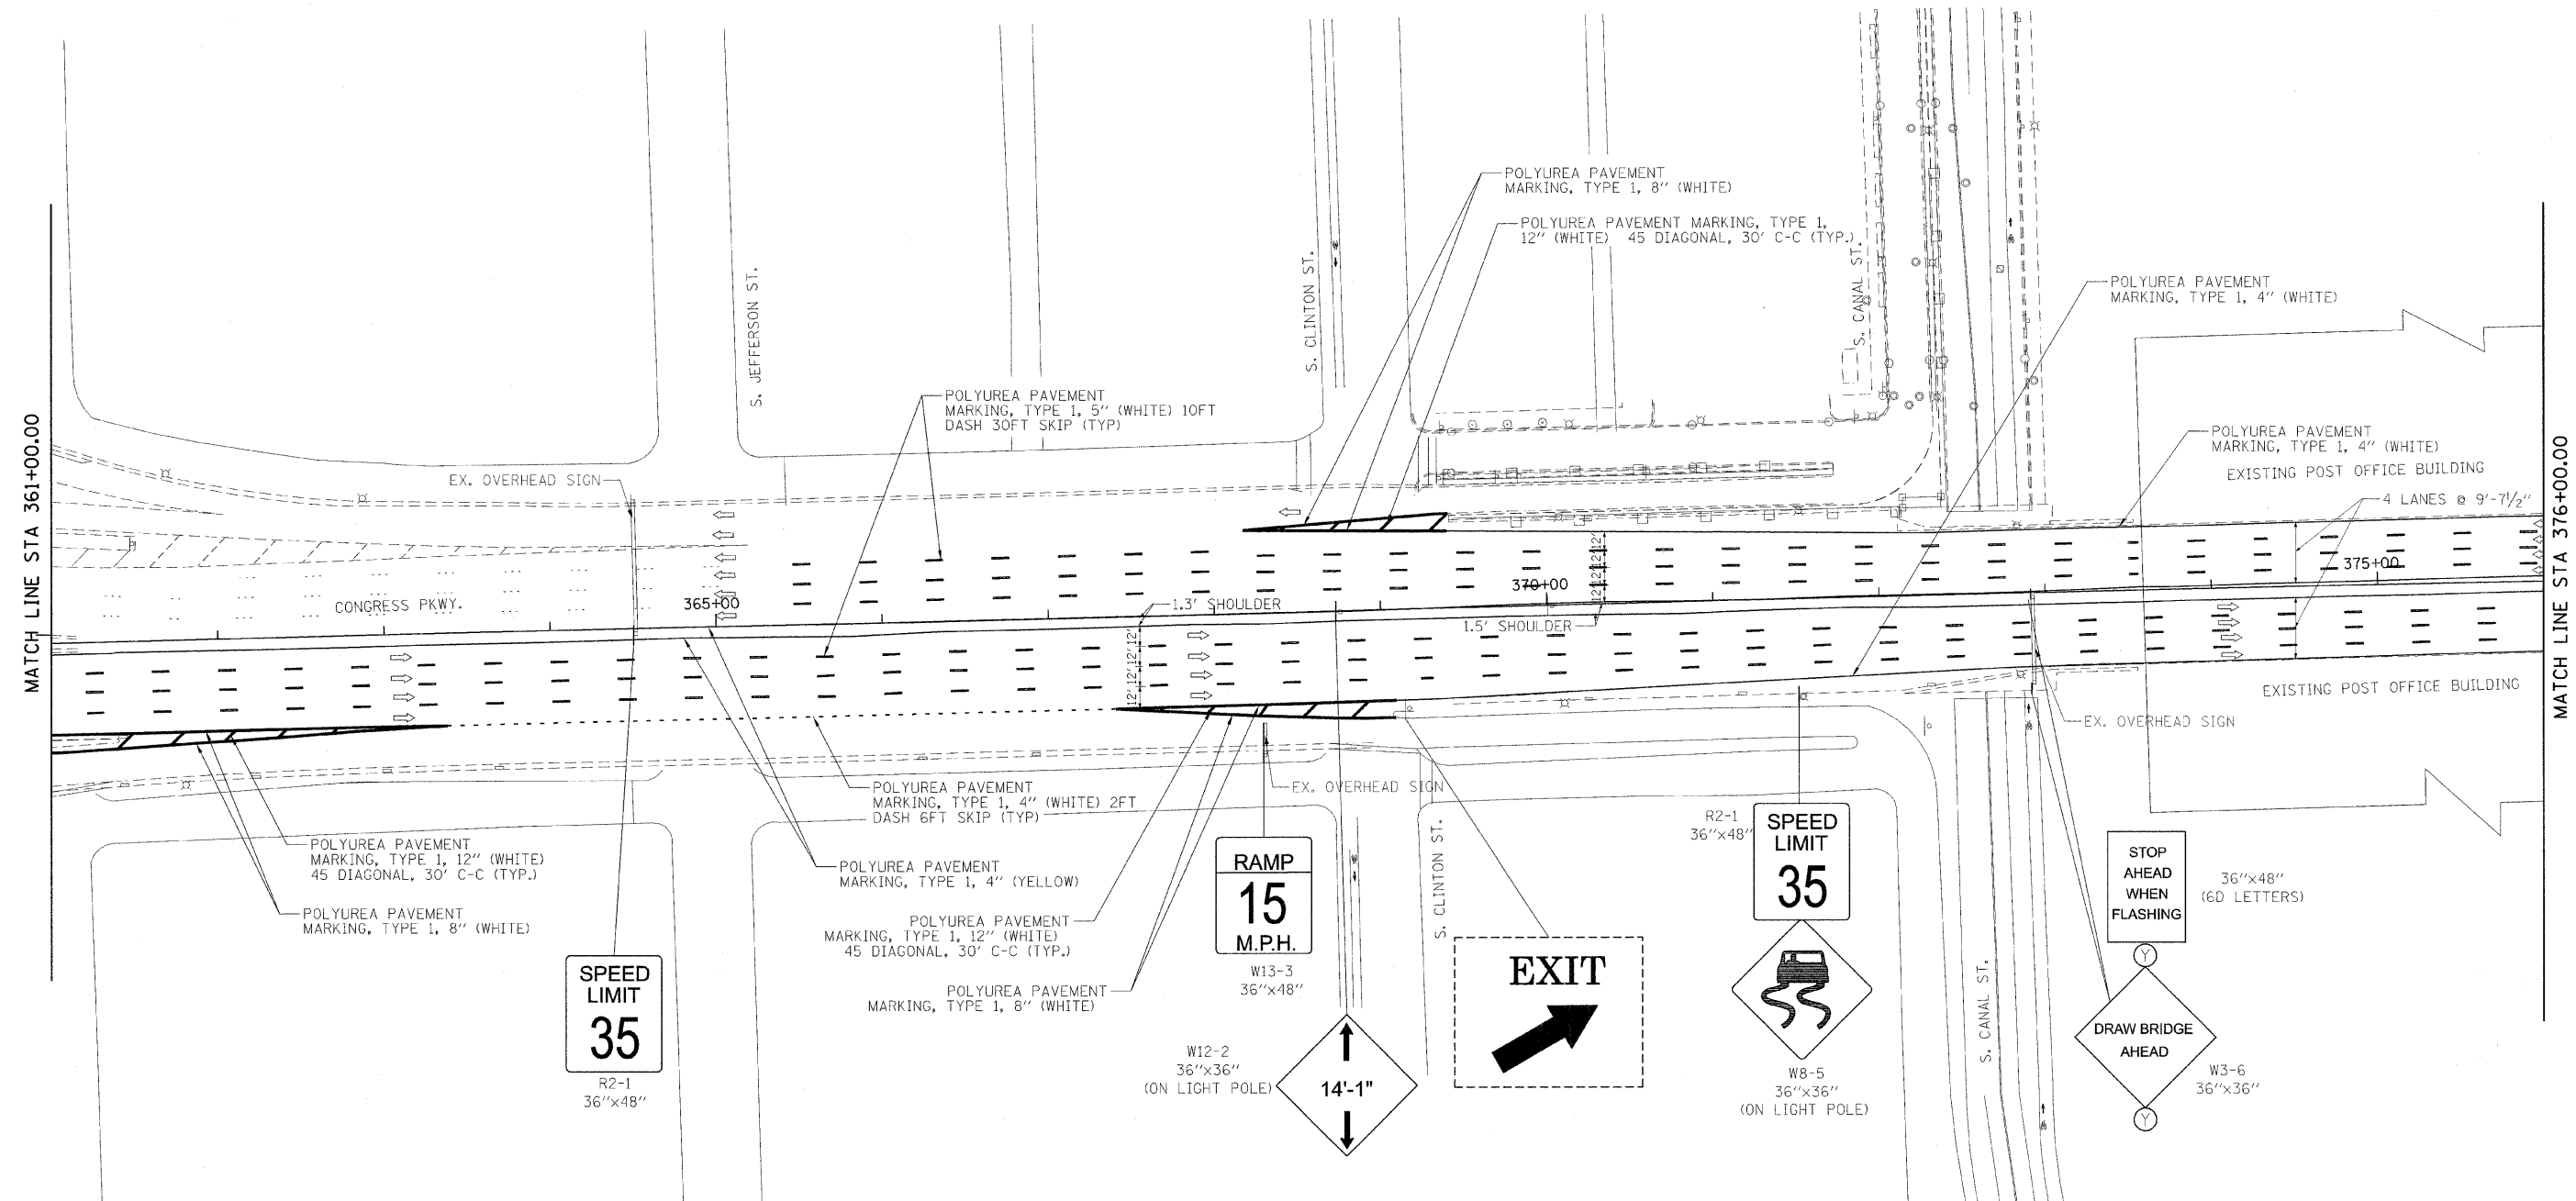 POLYUREA PAVEMENT
MARKING, TYPE 1, 8" (WHITE)
POLYUREA PAVEMENT MARKING, TYPE 1,
12" (WHITE) 45 DIAGONAL, 30' C-C (TYP.)
S. JEFFERSON ST.
S. CLINTON ST.
S. CANAL ST.
POLYUREA PAVEMENT
MARKING, TYPE 1, 4" (WHITE)
POLYUREA PAVEMENT
MARKING, TYPE 1, 5" (WHITE) 10FT
DASH 30FT SKIP (TYP)
POLYUREA PAVEMENT
MARKING, TYPE 1, 4" (WHITE)
EXISTING POST OFFICE BUILDING
4 LANES @ 9'-7 1/2"
MATCH LINE STA 361+00.00
MATCH LINE STA 376+00.00
EX. OVERHEAD SIGN
CONGRESS PKWY.
365+00
370+00
375+00
1.3' SHOULDER
1.5' SHOULDER
12' 12' 12' 12'
12' 12' 12' 12'
EXISTING POST OFFICE BUILDING
EX. OVERHEAD SIGN
EX. OVERHEAD SIGN
POLYUREA PAVEMENT
MARKING, TYPE 1, 4" (WHITE) 2FT
DASH 6FT SKIP (TYP)
POLYUREA PAVEMENT
MARKING, TYPE 1, 12" (WHITE)
45 DIAGONAL, 30' C-C (TYP.)
POLYUREA PAVEMENT
MARKING, TYPE 1, 4" (YELLOW)
POLYUREA PAVEMENT
MARKING, TYPE 1, 8" (WHITE)
POLYUREA PAVEMENT
MARKING, TYPE 1, 12" (WHITE)
45 DIAGONAL, 30' C-C (TYP.)
POLYUREA PAVEMENT
MARKING, TYPE 1, 8" (WHITE)
SPEED
LIMIT
35
R2-1
36"x48"
RAMP
15
M.P.H.
W13-3
36"x48"
W12-2
36"x36"
(ON LIGHT POLE)
14'-1"
S. CLINTON ST.
EXIT
R2-1
36"x48"
SPEED
LIMIT
35
W8-5
36"x36"
(ON LIGHT POLE)
S. CANAL ST.
STOP
AHEAD
WHEN
FLASHING
36"x48"
(6D LETTERS)
Y
DRAW BRIDGE
AHEAD
W3-6
36"x36"
Y